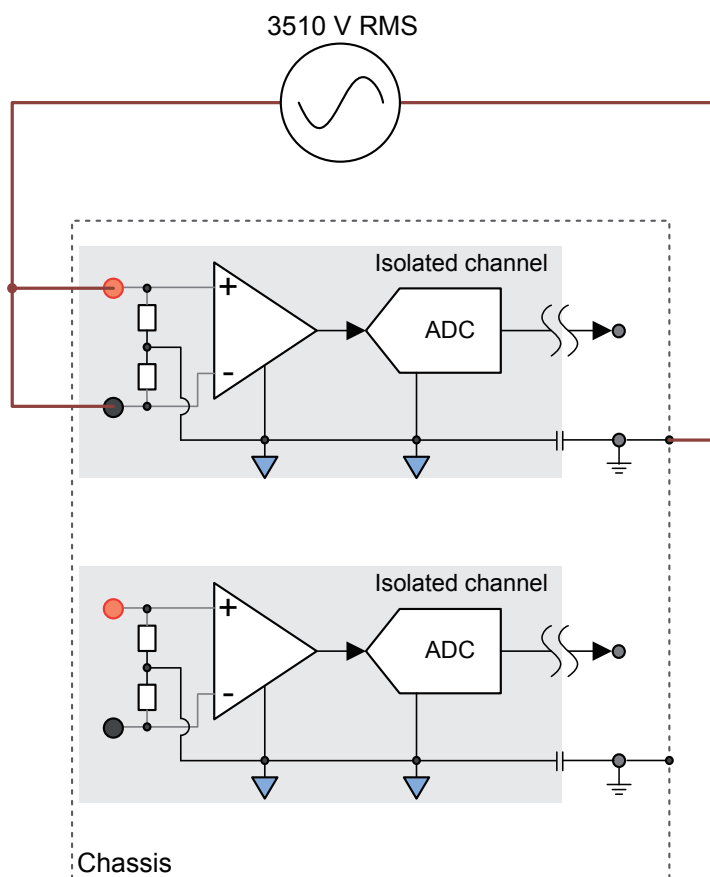 3510 V RMS
Isolated channel
+
ADC
-
Isolated channel
+
ADC
-
Chassis